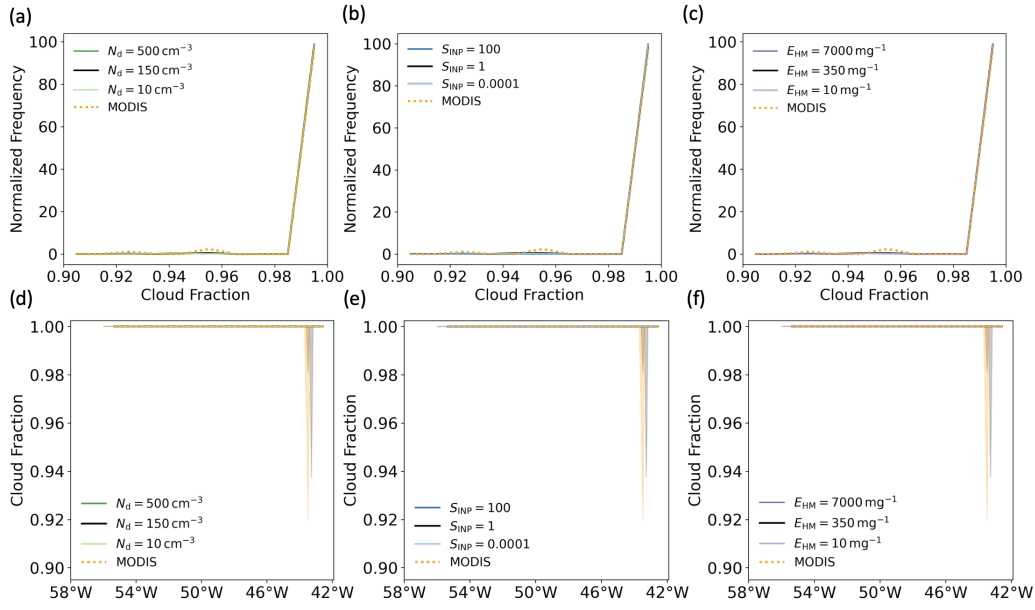 (a)
(b)
(c)
Normalized Frequency
100
80
60
40
20
0
N_d = 500 cm⁻³
N_d = 150 cm⁻³
N_d = 10 cm⁻³
MODIS
0.90 0.92 0.94 0.96 0.98 1.00
Cloud Fraction
Normalized Frequency
100
80
60
40
20
0
S_INP = 100
S_INP = 1
S_INP = 0.0001
MODIS
0.90 0.92 0.94 0.96 0.98 1.00
Cloud Fraction
Normalized Frequency
100
80
60
40
20
0
E_HM = 7000 mg⁻¹
E_HM = 350 mg⁻¹
E_HM = 10 mg⁻¹
MODIS
0.90 0.92 0.94 0.96 0.98 1.00
Cloud Fraction
(d)
(e)
(f)
Cloud Fraction
1.00
0.98
0.96
0.94
0.92
0.90
N_d = 500 cm⁻³
N_d = 150 cm⁻³
N_d = 10 cm⁻³
MODIS
58°W 54°W 50°W 46°W 42°W
Cloud Fraction
1.00
0.98
0.96
0.94
0.92
0.90
S_INP = 100
S_INP = 1
S_INP = 0.0001
MODIS
58°W 54°W 50°W 46°W 42°W
Cloud Fraction
1.00
0.98
0.96
0.94
0.92
0.90
E_HM = 7000 mg⁻¹
E_HM = 350 mg⁻¹
E_HM = 10 mg⁻¹
MODIS
58°W 54°W 50°W 46°W 42°W